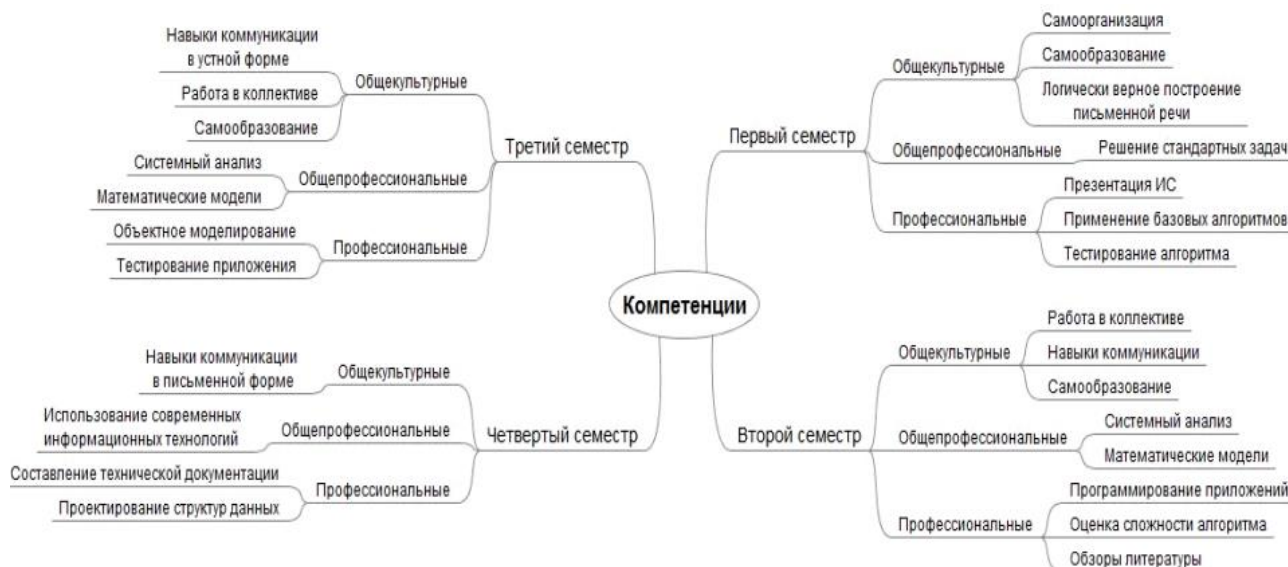 Компетенции
Первый семестр
Общекультурные
Самоорганизация
Самообразование
Логически верное построение
письменной речи
Общепрофессиональные
Решение стандартных задач
Профессиональные
Презентация ИС
Применение базовых алгоритмов
Тестирование алгоритма
Второй семестр
Общекультурные
Работа в коллективе
Навыки коммуникации
Самообразование
Общепрофессиональные
Системный анализ
Математические модели
Профессиональные
Программирование приложений
Оценка сложности алгоритма
Обзоры литературы
Третий семестр
Общекультурные
Навыки коммуникации
в устной форме
Работа в коллективе
Самообразование
Общепрофессиональные
Системный анализ
Математические модели
Профессиональные
Объектное моделирование
Тестирование приложения
Четвертый семестр
Общекультурные
Навыки коммуникации
в письменной форме
Общепрофессиональные
Использование современных
информационных технологий
Профессиональные
Составление технической документации
Проектирование структур данных